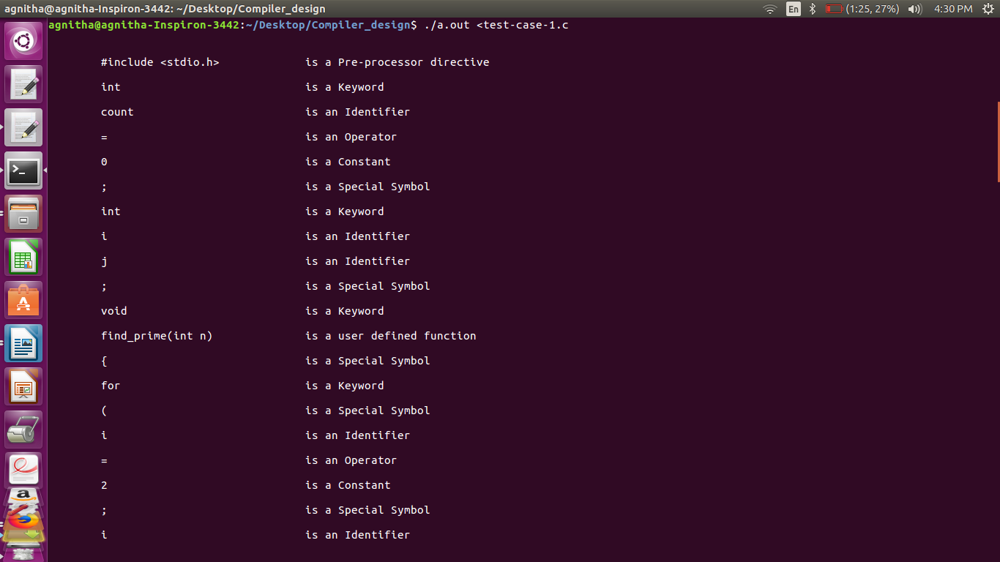 agnitha@agnitha-Inspiron-3442: ~/Desktop/Compiler_design En (1:25, 27%) 4:30 PM
agnitha@agnitha-Inspiron-3442:~/Desktop/Compiler_design$ ./a.out <test-case-1.c
#include <stdio.h> is a Pre-processor directive
int is a Keyword
count is an Identifier
= is an Operator
0 is a Constant
; is a Special Symbol
int is a Keyword
i is an Identifier
j is an Identifier
; is a Special Symbol
void is a Keyword
find_prime(int n) is a user defined function
{ is a Special Symbol
for is a Keyword
( is a Special Symbol
i is an Identifier
= is an Operator
2 is a Constant
; is a Special Symbol
i is an Identifier